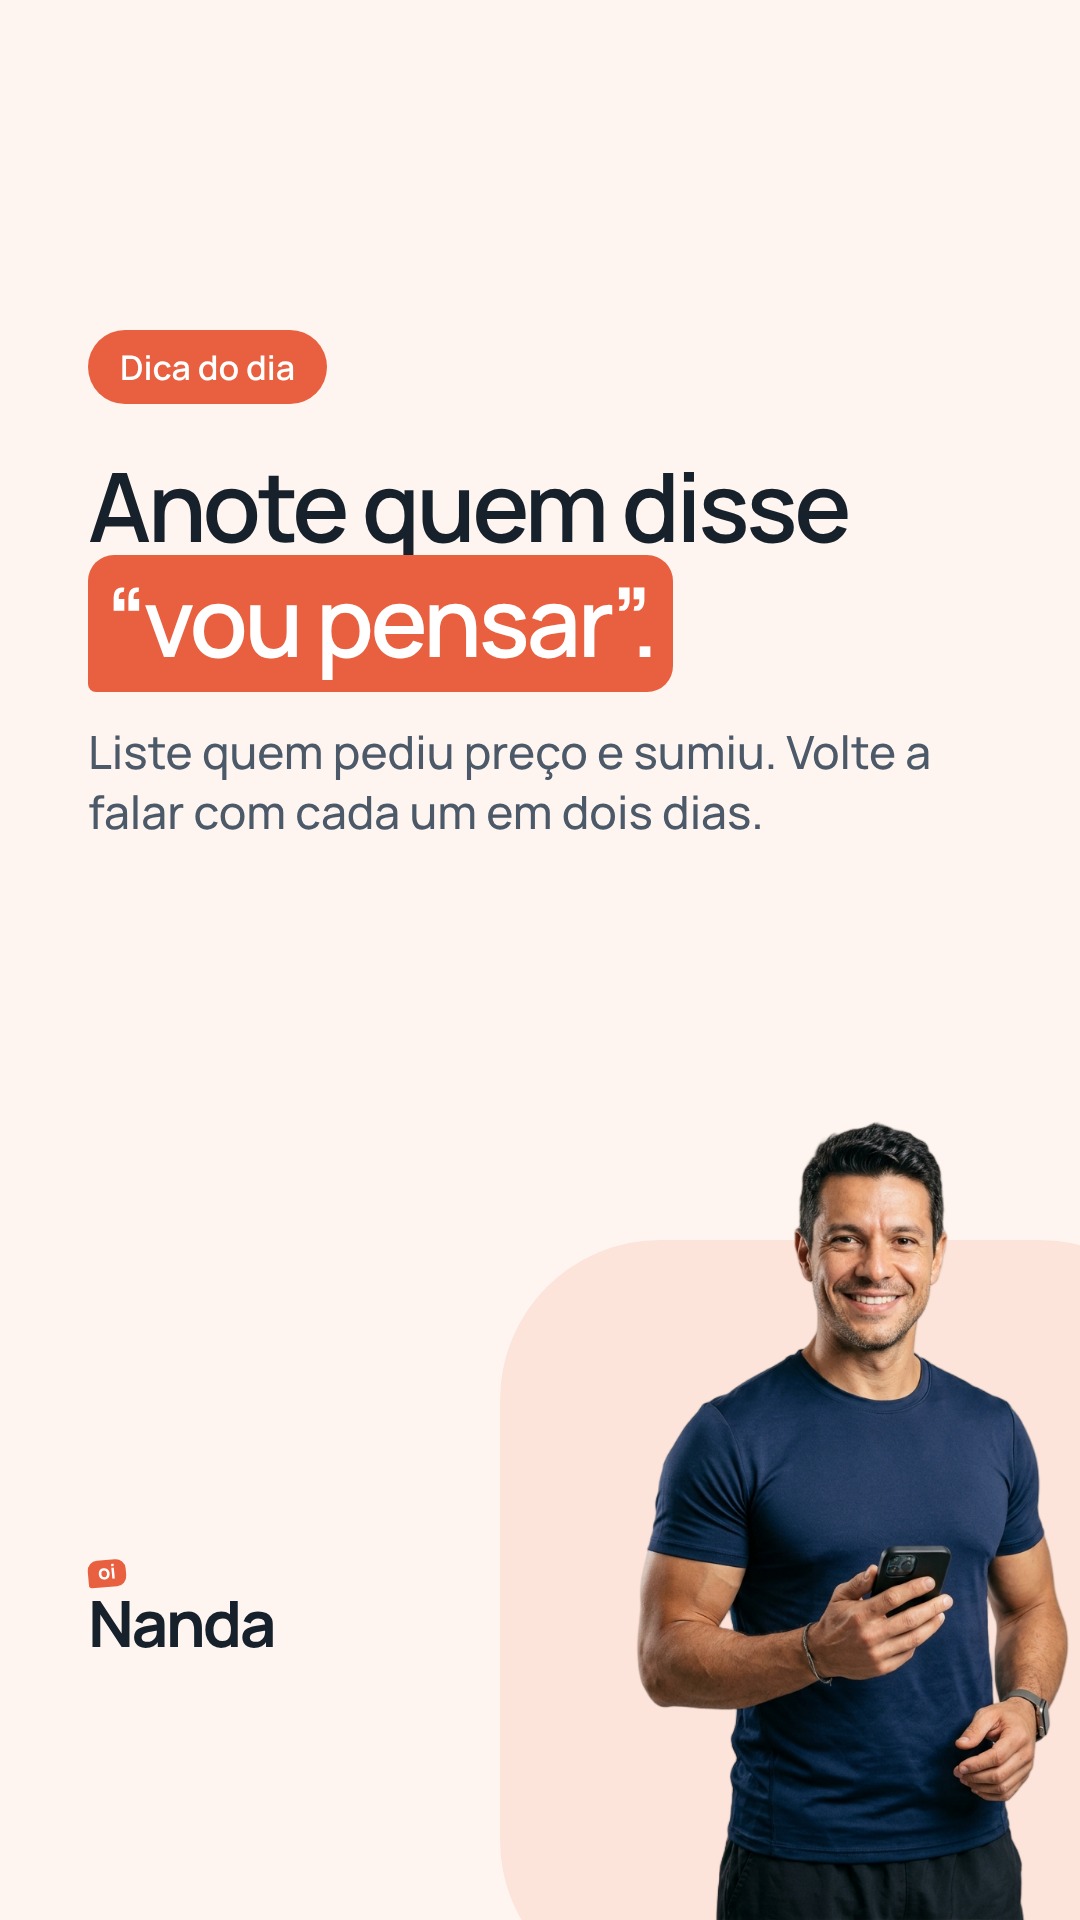 Dica do dia
Anote quem disse
“vou pensar”.
Liste quem pediu preço e sumiu. Volte a
falar com cada um em dois dias.
oi
Nanda